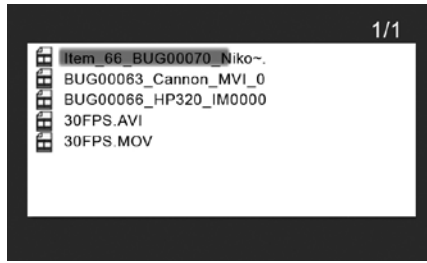 1/1
Item_66_BUG00070_Niko~.
BUG00063_Cannon_MVI_0
BUG00066_HP320_IM0000
30FPS.AVI
30FPS.MOV